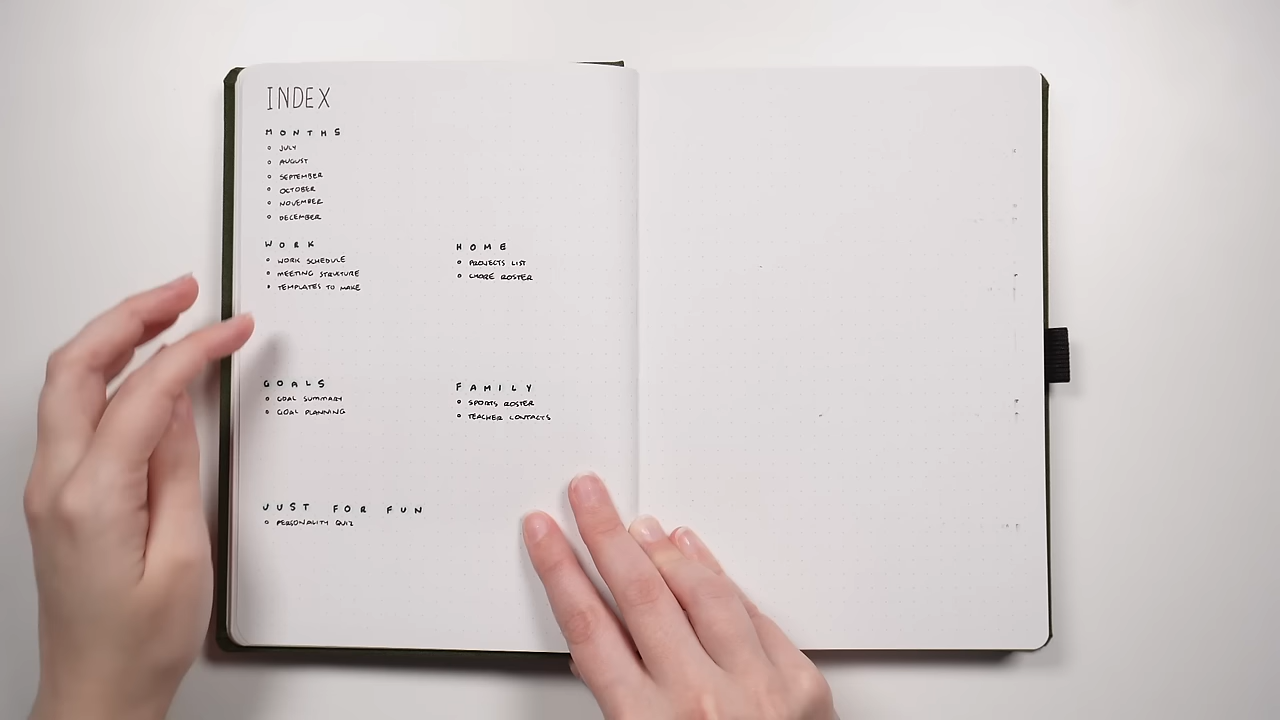 INDEX
MONTHS
JULY
AUGUST
SEPTEMBER
OCTOBER
NOVEMBER
DECEMBER
WORK
WORK SCHEDULE
MEETING STRUCTURE
TEMPLATES TO MAKE
HOME
PROJECTS LIST
CHORE ROSTER
GOALS
GOAL SUMMARY
GOAL PLANNING
FAMILY
SPORTS ROSTER
TEACHER CONTACTS
JUST FOR FUN
PERSONALITY QUIZ